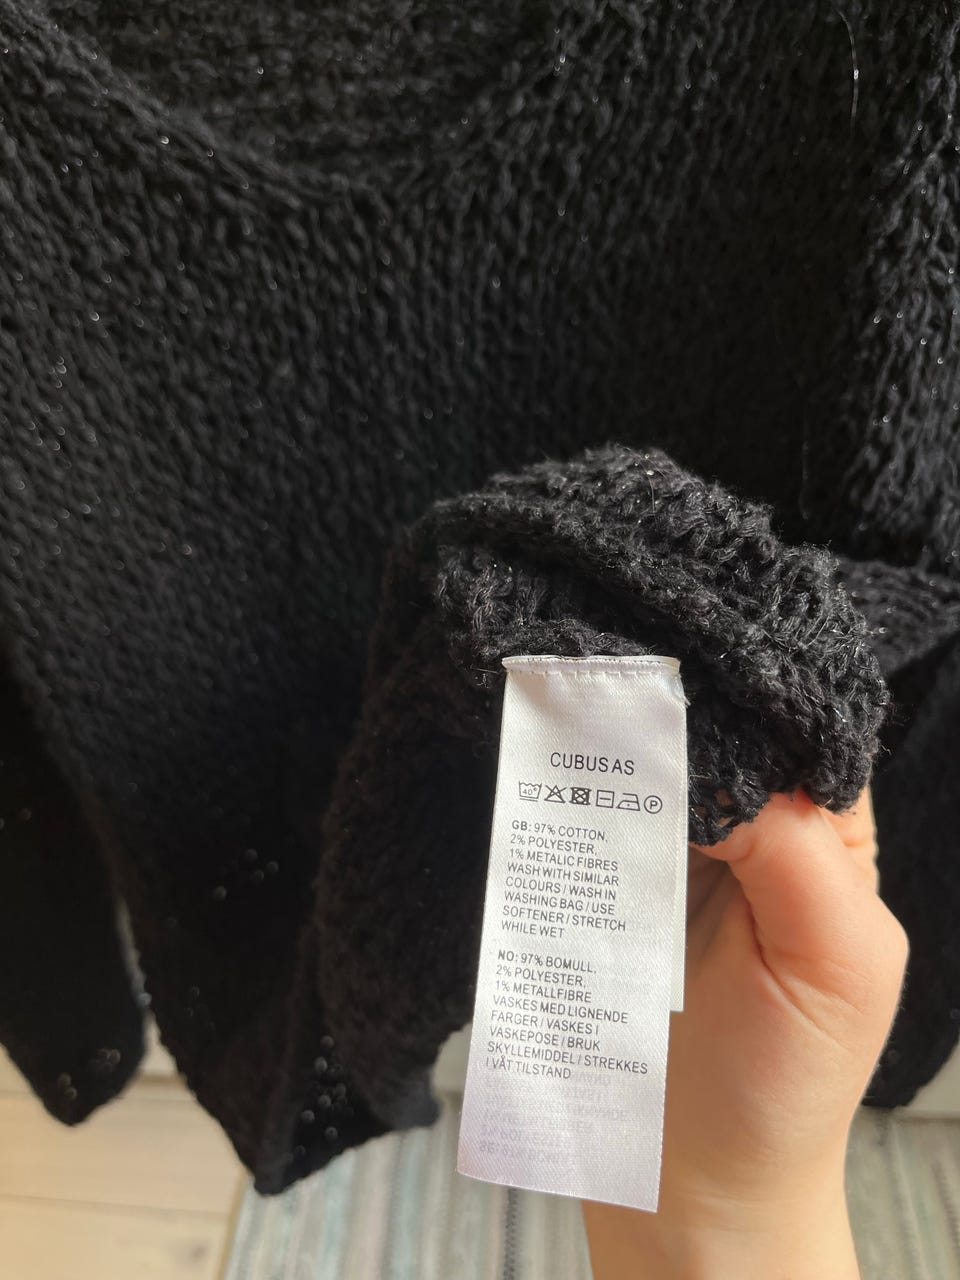 CUBUS AS
40°
P
GB: 97% COTTON,
2% POLYESTER,
1% METALIC FIBRES
WASH WITH SIMILAR
COLOURS / WASH IN
WASHING BAG / USE
SOFTENER / STRETCH
WHILE WET
NO: 97% BOMULL,
2% POLYESTER,
1% METALLFIBRE
VASKES MED LIGNENDE
FARGER / VASKES I
VASKEPOSE / BRUK
SKYLLEMIDDEL / STREKKES
I VÅT TILSTAND